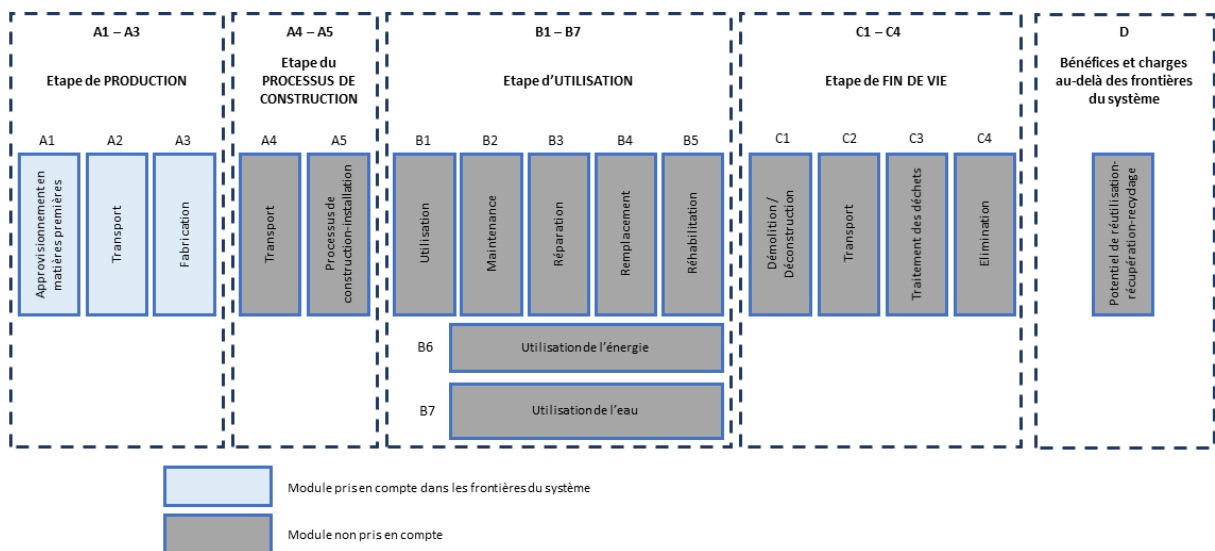 A1 – A3
Etape de PRODUCTION
A1
A2
A3
Approvisionnement en
matières premières
Transport
Fabrication
A4 – A5
Etape du
PROCESSUS DE
CONSTRUCTION
A4
A5
Transport
Processus de
construction-installation
B1 – B7
Etape d'UTILISATION
B1
B2
B3
B4
B5
Utilisation
Maintenance
Réparation
Remplacement
Réhabilitation
B6
Utilisation de l'énergie
B7
Utilisation de l'eau
C1 – C4
Etape de FIN DE VIE
C1
C2
C3
C4
Démolition /
Déconstruction
Transport
Traitement des déchets
Elimination
D
Bénéfices et charges
au-delà des frontières
du système
Potentiel de réutilisation-
récupération-recyclage
Module pris en compte dans les frontières du système
Module non pris en compte